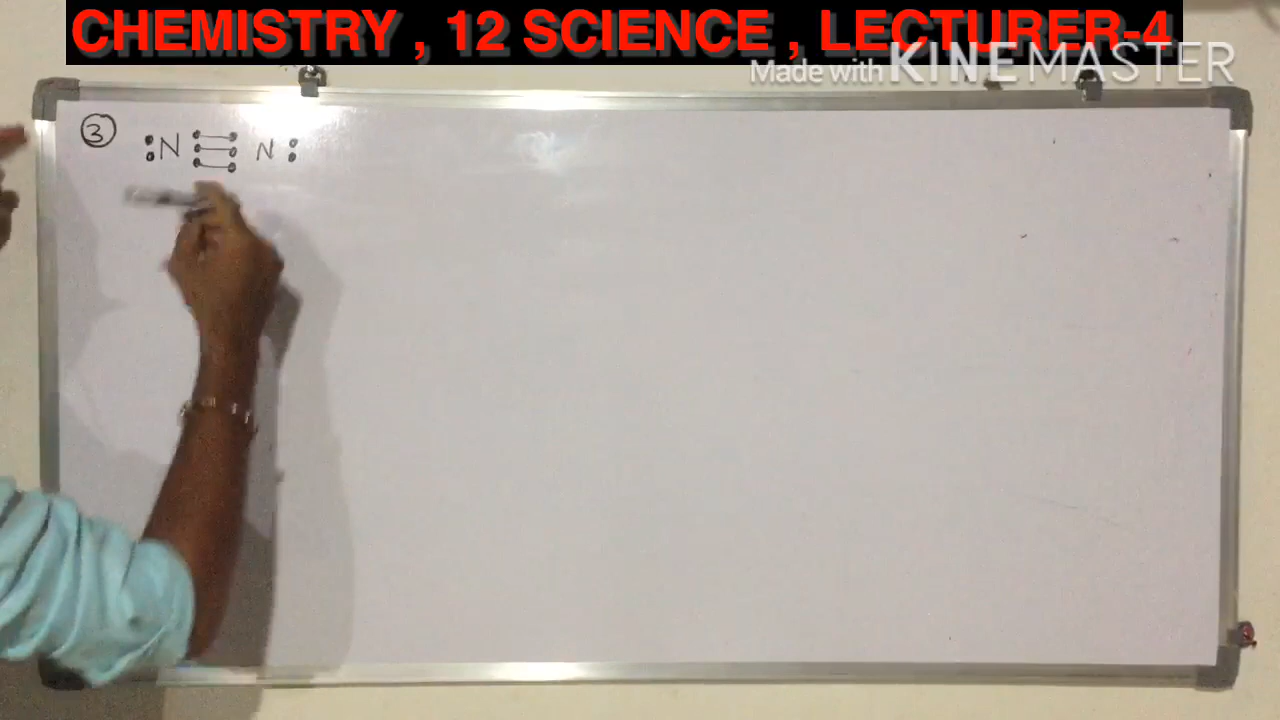 CHEMISTRY , 12 SCIENCE , LECTURER-4
Made with KINEMASTER
③ :N ≡ N :